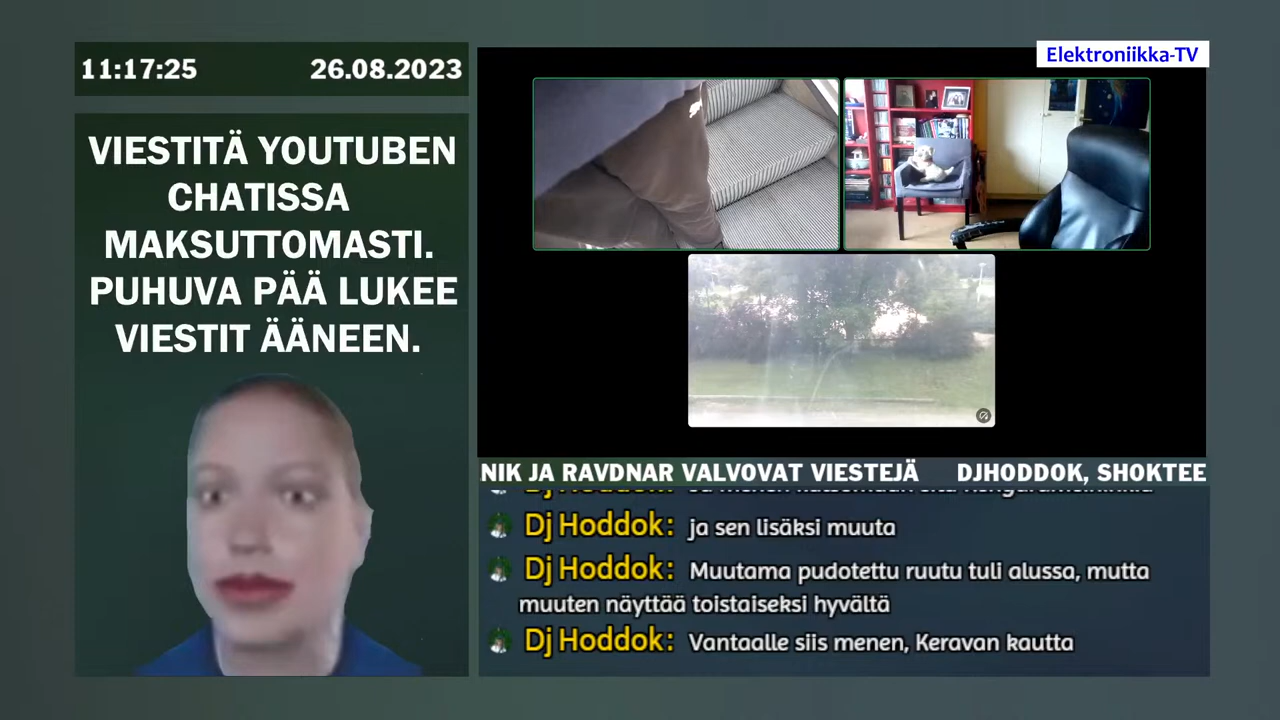 11:17:25
26.08.2023
Elektroniikka-TV
VIESTITÄ YOUTUBEN
CHATISSA
MAKSUTTOMASTI.
PUHUVA PÄÄ LUKEE
VIESTIT ÄÄNEEN.
NIK JA RAVDNAR VALVOVAT VIESTEJÄ DJHODDOK, SHOKTEE
Dj Hoddok: ja sen lisäksi muuta
Dj Hoddok: Muutama pudotettu ruutu tuli alussa, mutta
muuten näyttää toistaiseksi hyvältä
Dj Hoddok: Vantaalle siis menen, Keravan kautta